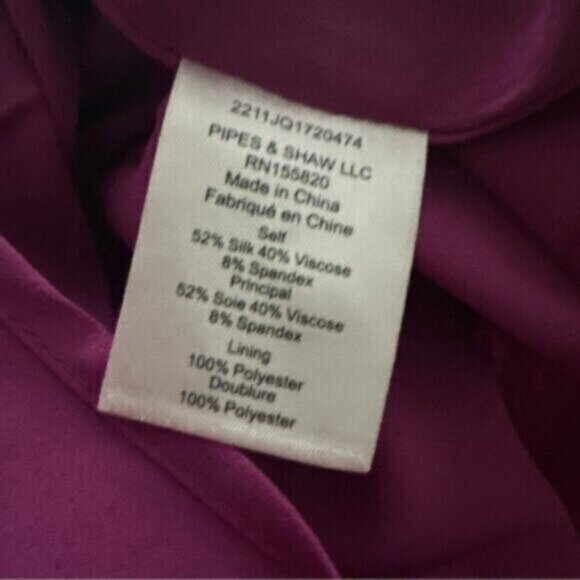 2211JQ1720474
PIPES & SHAW LLC
RN155820
Made in China
Fabriqué en Chine
Self
52% Silk 40% Viscose
8% Spandex
Principal
52% Soie 40% Viscose
8% Spandex
Lining
100% Polyester
Doublure
100% Polyester